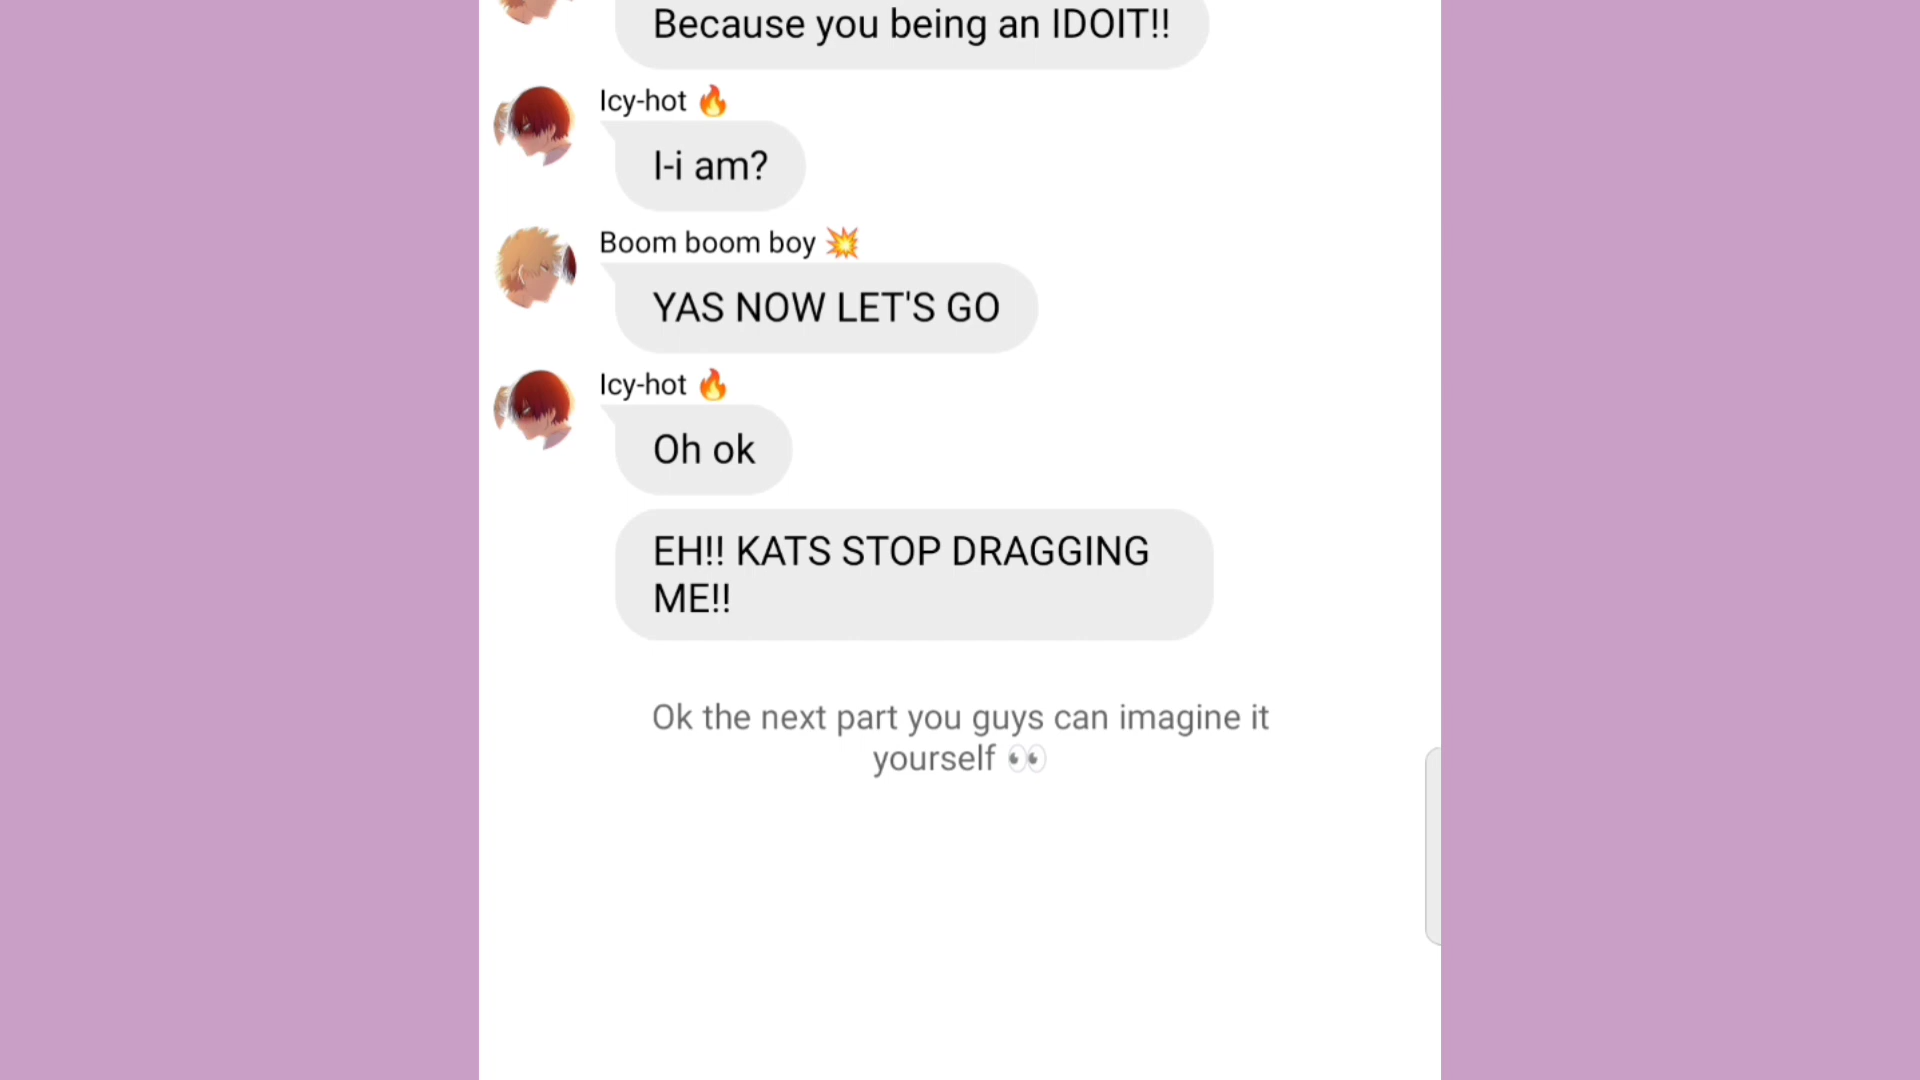 Because you being an IDOIT!!
Icy-hot 🔥
I-i am?
Boom boom boy 💥
YAS NOW LET'S GO
Icy-hot 🔥
Oh ok
EH!! KATS STOP DRAGGING
ME!!
Ok the next part you guys can imagine it
yourself 👀